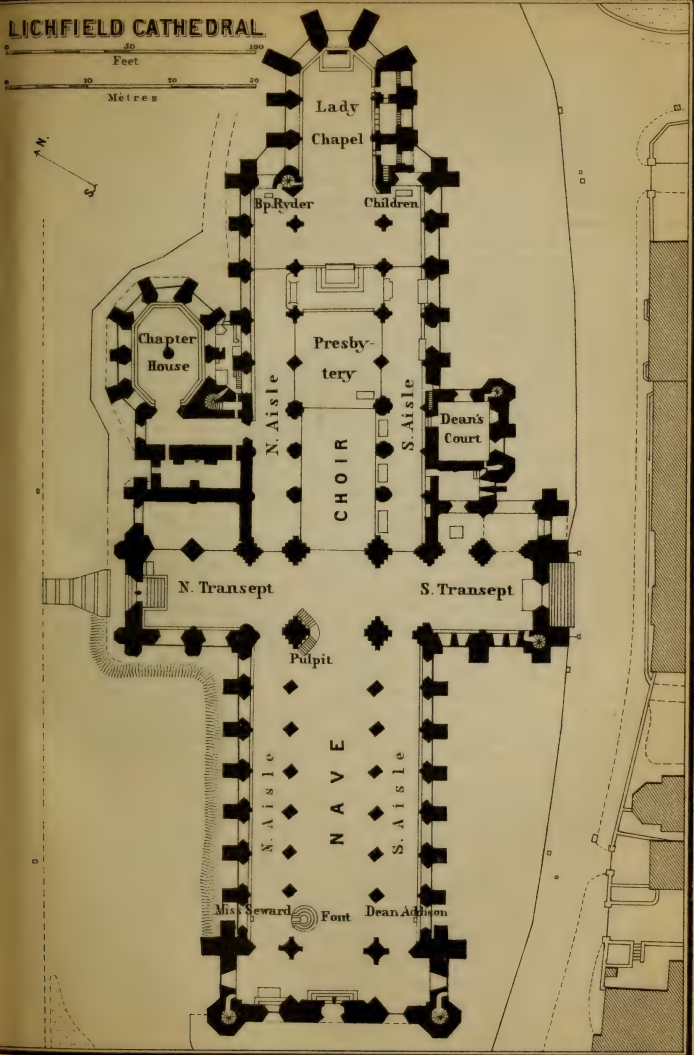 LICHFIELD CATHEDRAL
0 50 100
Feet
0 10 20 30
Mètres
N.
S.
Lady
Chapel
Bp. Ryder
Children
Chapter
House
Presby-
tery
N. Aisle
S. Aisle
Dean's
Court
CHOIR
N. Transept
S. Transept
Pulpit
NAVE
N. Aisle
S. Aisle
Miss Seward
Font
Dean Addison